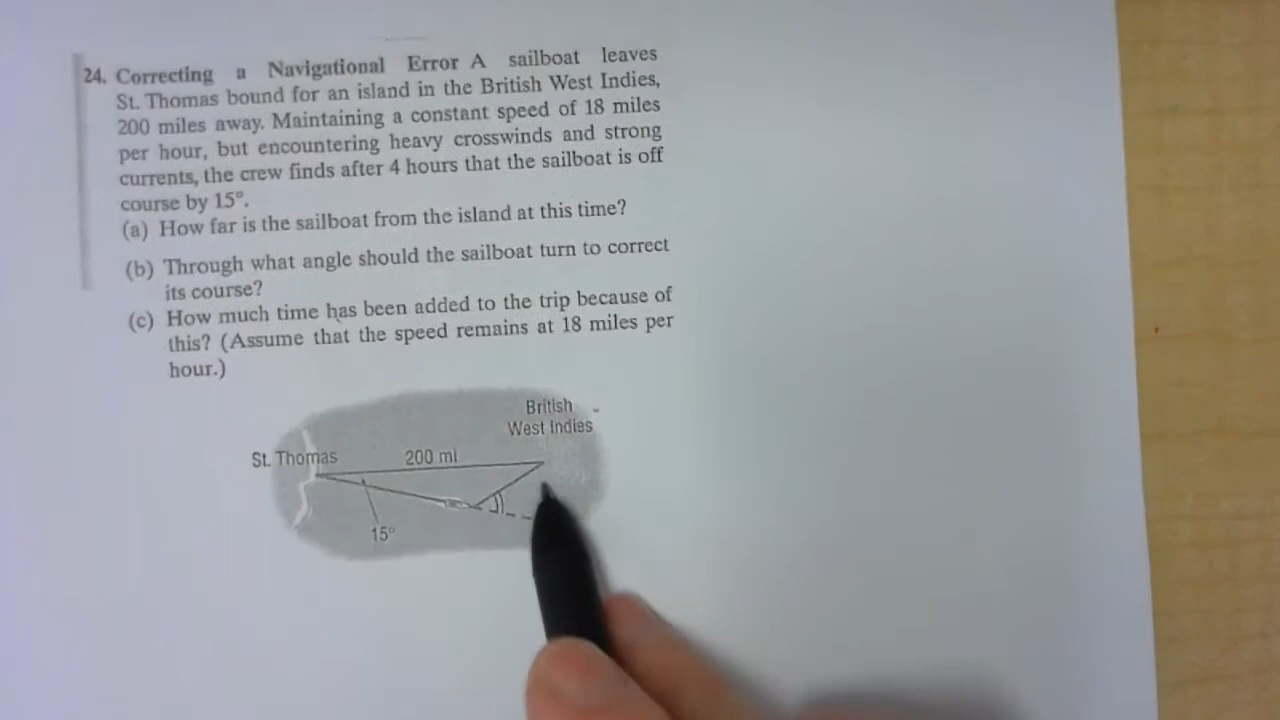 24. Correcting a Navigational Error A sailboat leaves
St. Thomas bound for an island in the British West Indies,
200 miles away. Maintaining a constant speed of 18 miles
per hour, but encountering heavy crosswinds and strong
currents, the crew finds after 4 hours that the sailboat is off
course by 15°.
(a) How far is the sailboat from the island at this time?
(b) Through what angle should the sailboat turn to correct
its course?
(c) How much time has been added to the trip because of
this? (Assume that the speed remains at 18 miles per
hour.)
British
West Indies
St. Thomas
200 mi
15°